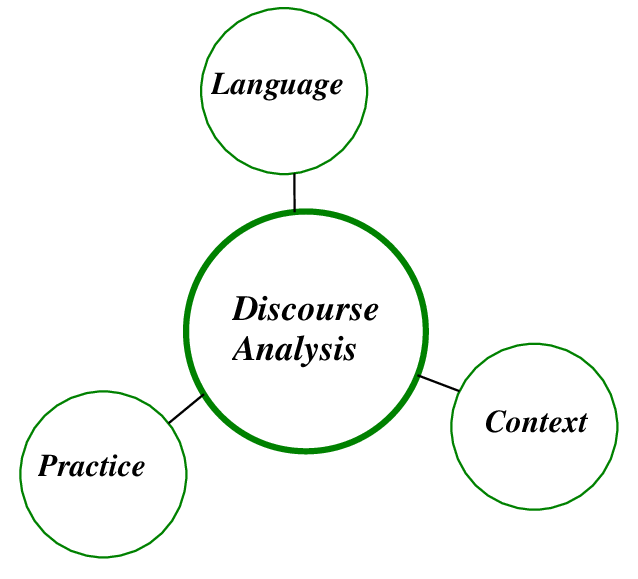 Language
Discourse
Analysis
Context
Practice